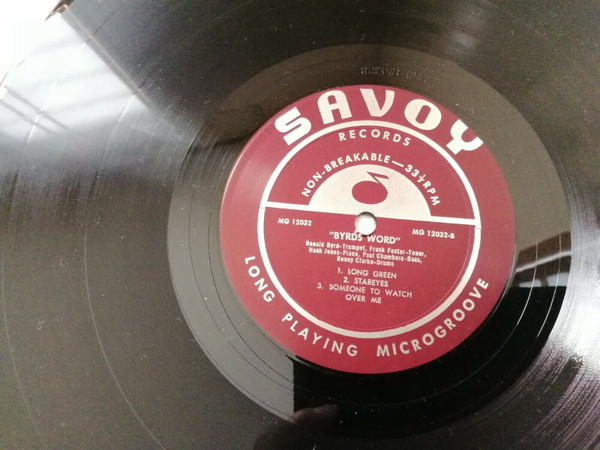 SAVOY
RECORDS
NON-BREAKABLE—33⅓RPM
MG 12032
MG 12032-B
"BYRDS WORD"
Donald Byrd-Trumpet, Frank Foster-Tenor,
Hank Jones-Piano, Paul Chambers-Bass,
Kenny Clarke-Drums
1. LONG GREEN
2. STAREYES
3. SOMEONE TO WATCH
OVER ME
LONG PLAYING MICROGROOVE